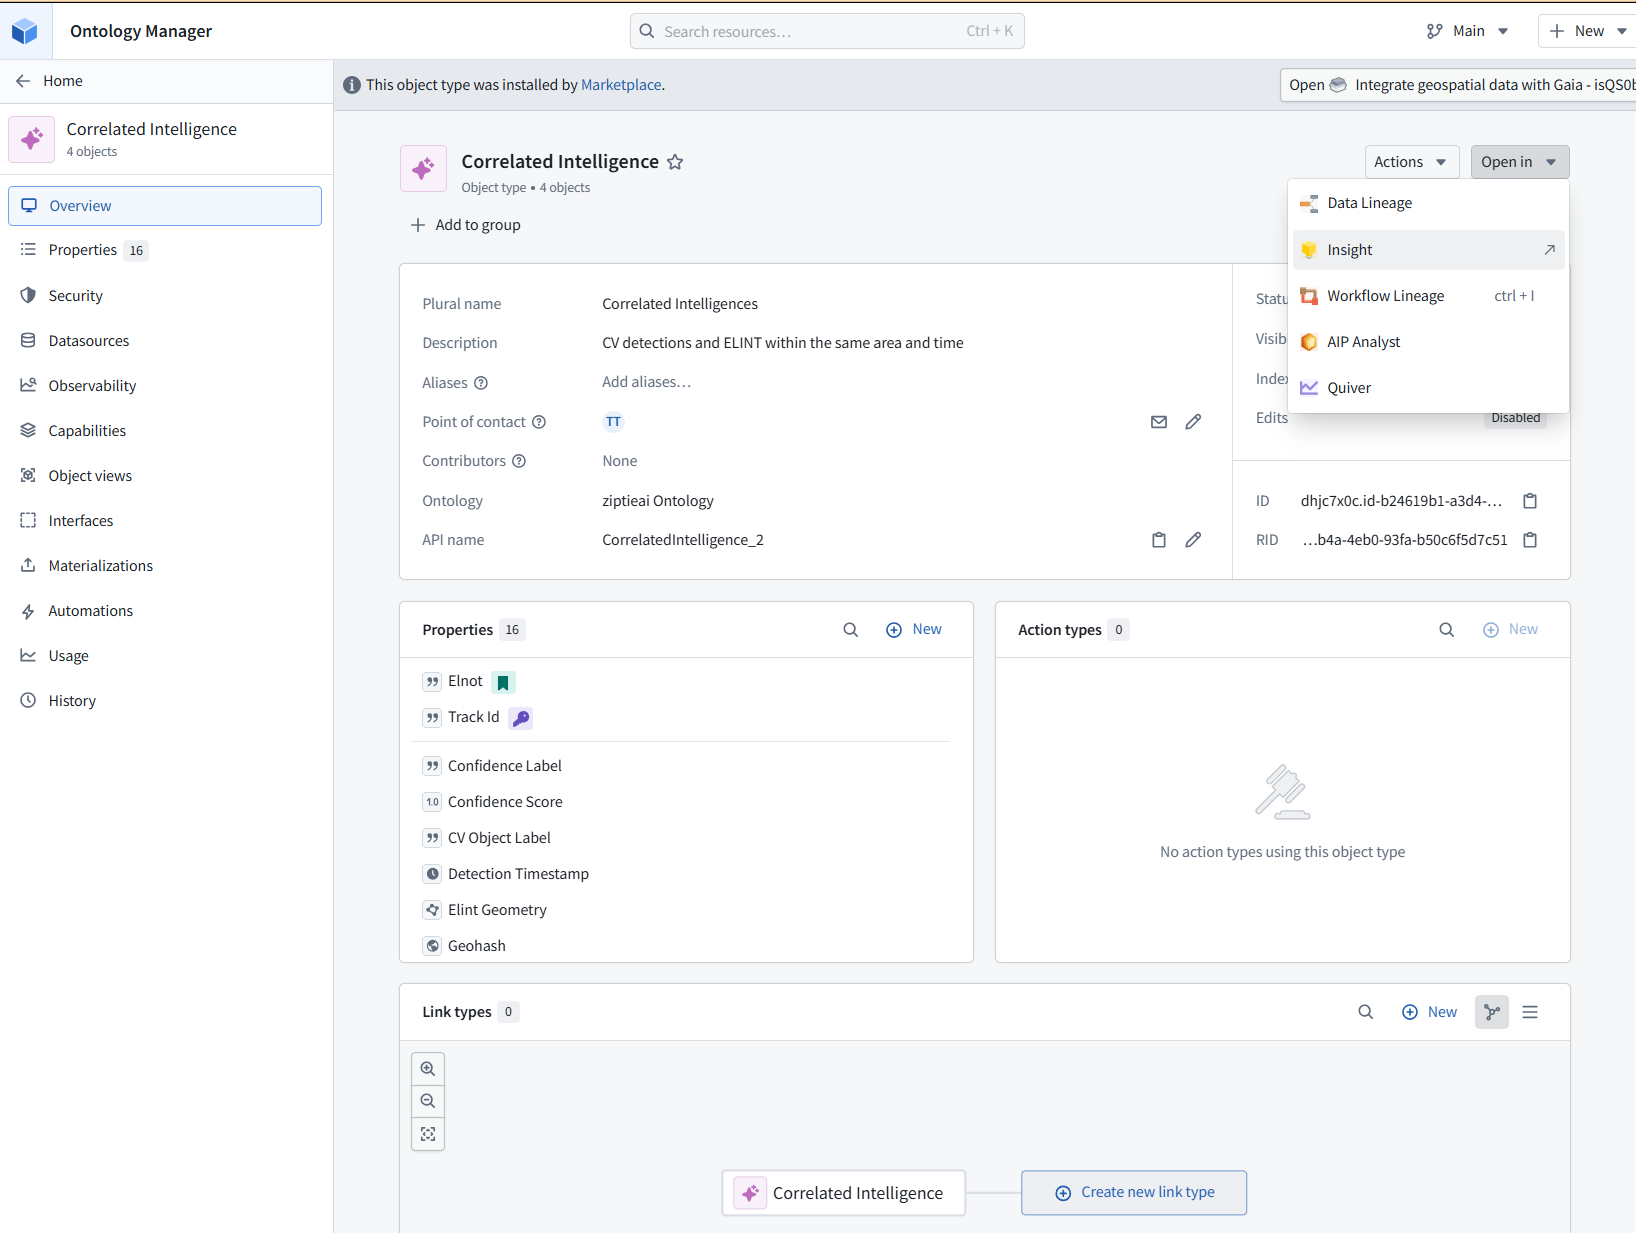 Ontology Manager
Search resources…
Ctrl + K
Main
New
Home
This object type was installed by Marketplace.
Open Integrate geospatial data with Gaia - isQS0
Correlated Intelligence
4 objects
Overview
Properties 16
Security
Datasources
Observability
Capabilities
Object views
Interfaces
Materializations
Automations
Usage
History
Correlated Intelligence
Object type • 4 objects
Add to group
Actions
Open in
Data Lineage
Insight
Workflow Lineage ctrl + I
AIP Analyst
Quiver
Plural name Correlated Intelligences
Description CV detections and ELINT within the same area and time
Aliases Add aliases…
Point of contact TT
Contributors None
Ontology ziptieai Ontology
API name CorrelatedIntelligence_2
Statu
Visib
Inde
Edits Disabled
ID dhjc7x0c.id-b24619b1-a3d4-…
RID …b4a-4eb0-93fa-b50c6f5d7c51
Properties 16
New
Elnot
Track Id
Confidence Label
1.0 Confidence Score
CV Object Label
Detection Timestamp
Elint Geometry
Geohash
Action types 0
New
No action types using this object type
Link types 0
New
Correlated Intelligence
Create new link type